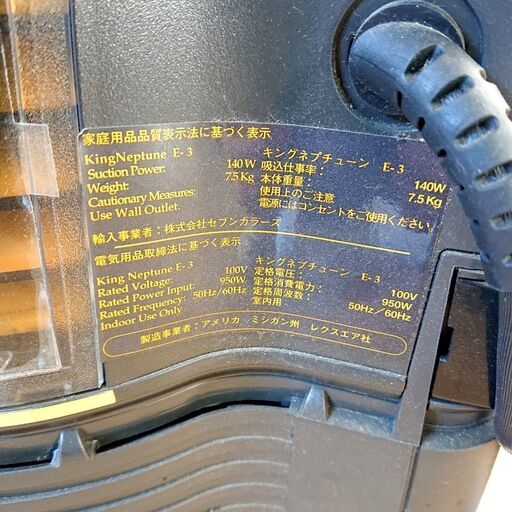 家庭用品品質表示法に基づく表示
KingNeptune E-3 キングネプチューン E-3
Suction Power: 140W 吸込仕事率: 140W
Weight: 7.5Kg 本体重量: 7.5Kg
Cautionary Measures: 使用上のご注意
Use Wall Outlet. 電源にはコンセントをご使用ください。
輸入事業者:株式会社セブンカラーズ
電気用品取締法に基づく表示
King Neptune E-3 キングネプチューン E-3
Rated Voltage: 100V 定格電圧: 100V
Rated Power Input: 950W 定格消費電力: 950W
Rated Frequency: 50Hz/60Hz 定格周波数: 50Hz/60Hz
Indoor Use Only 室内用
製造事業者:アメリカ ミシガン州 レクスエア社